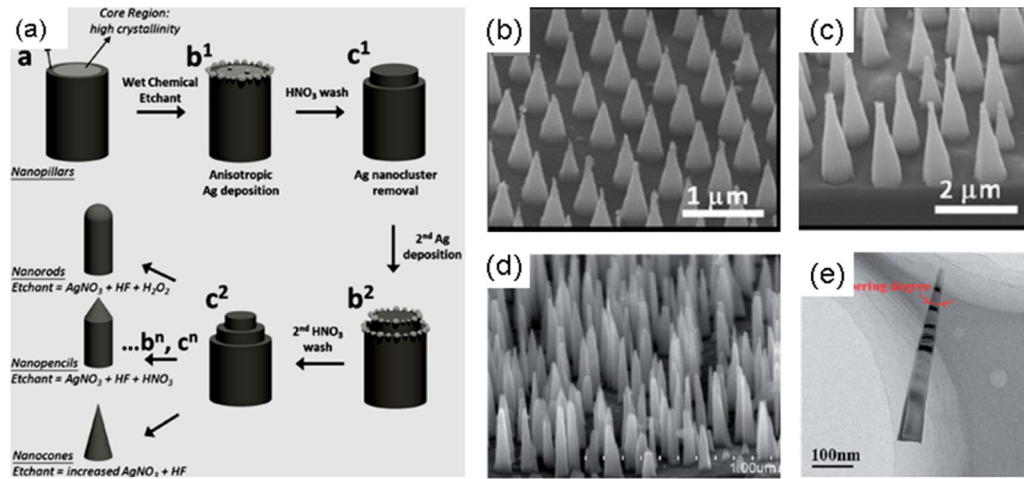 (a)
Core Region:
high crystallinity
a
b1
c1
Wet Chemical
Etchant
HNO₃ wash
Nanopillars
Anisotropic
Ag deposition
Ag nanocluster
removal
2nd Ag
deposition
Nanorods
Etchant = AgNO₃ + HF + H₂O₂
c2
b2
2nd HNO₃
wash
...bn, cn
Nanopencils
Etchant = AgNO₃ + HF + HNO₃
Nanocones
Etchant = increased AgNO₃ + HF
(b)
1 μm
(c)
2 μm
(d)
1.00um
(e)
degree
100nm